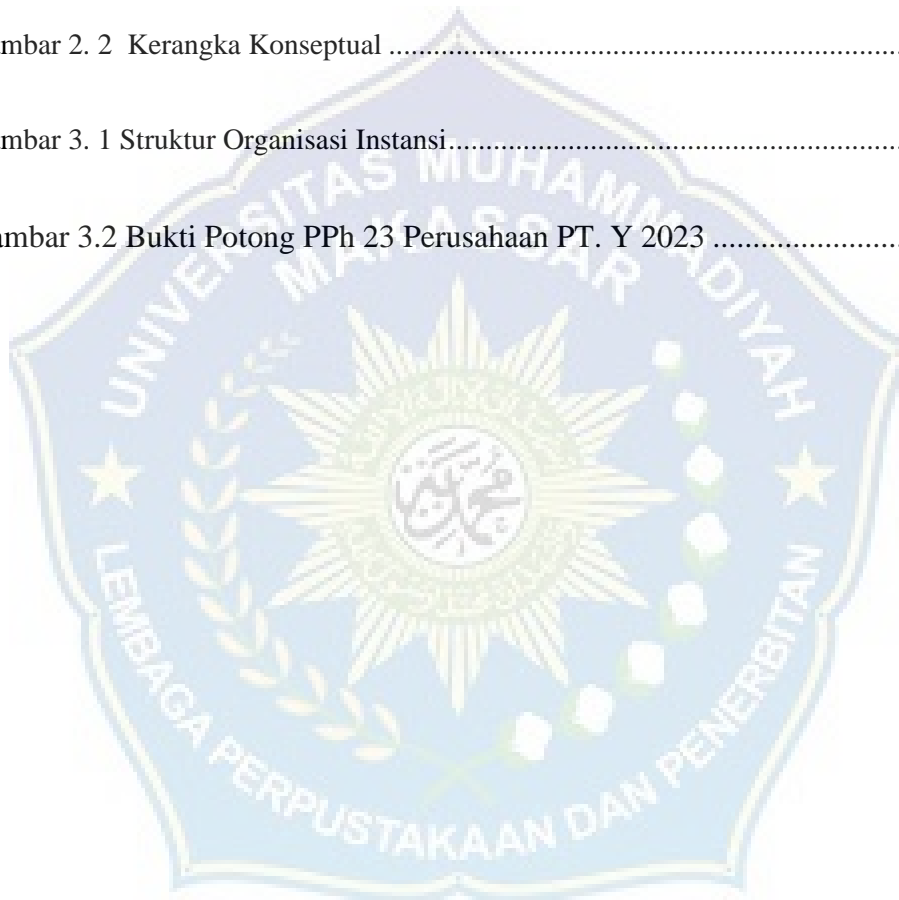 mbar 2. 2  Kerangka Konseptual ................................................................
mbar 3. 1 Struktur Organisasi Instansi.........................................................
ambar 3.2 Bukti Potong PPh 23 Perusahaan PT. Y 2023 .......................
UNIVERSITAS MUHAMMADIYAH
MAKASSAR
LEMBAGA PERPUSTAKAAN DAN PENERBITAN